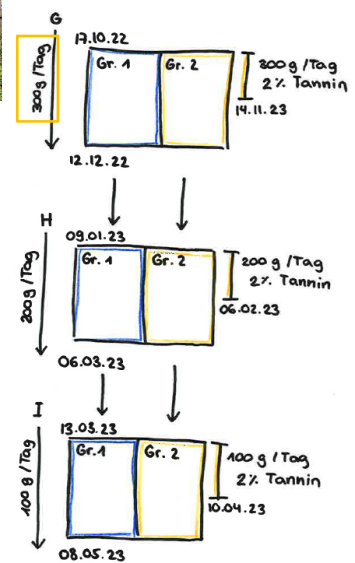 G
17.10.22
300g/Tag
Gr. 1
Gr. 2
300g/Tag
2% Tannin
14.11.23
12.12.22
H
09.01.23
200g/Tag
Gr. 1
Gr. 2
200g/Tag
2% Tannin
06.02.23
06.03.23
I
13.03.23
100g/Tag
Gr.1
Gr. 2
100g/Tag
2% Tannin
10.04.23
08.05.23